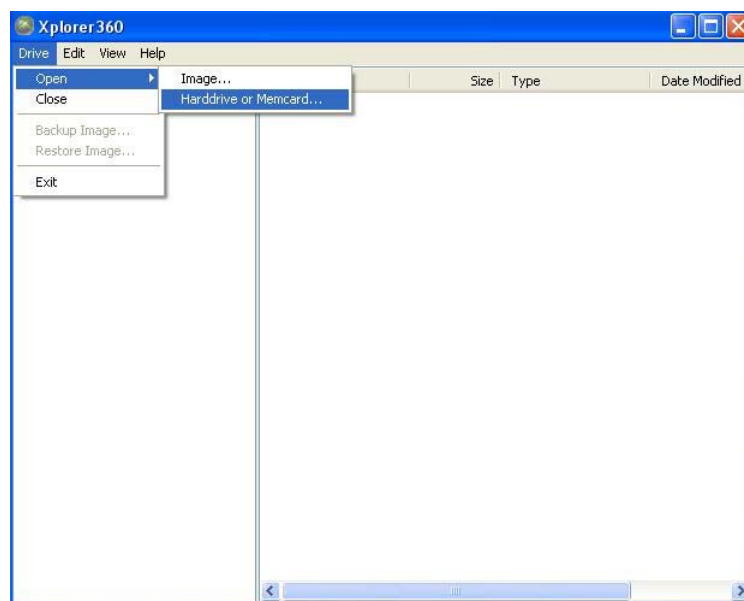 Xplorer360
Drive Edit View Help
Open Image... Size Type Date Modified
Close Harddrive or Memcard...
Backup Image...
Restore Image...
Exit